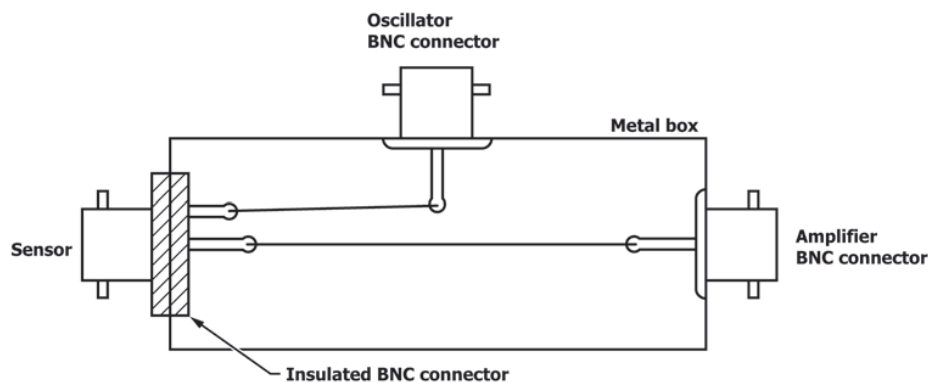 Oscillator
BNC connector
Metal box
Sensor
Amplifier
BNC connector
Insulated BNC connector